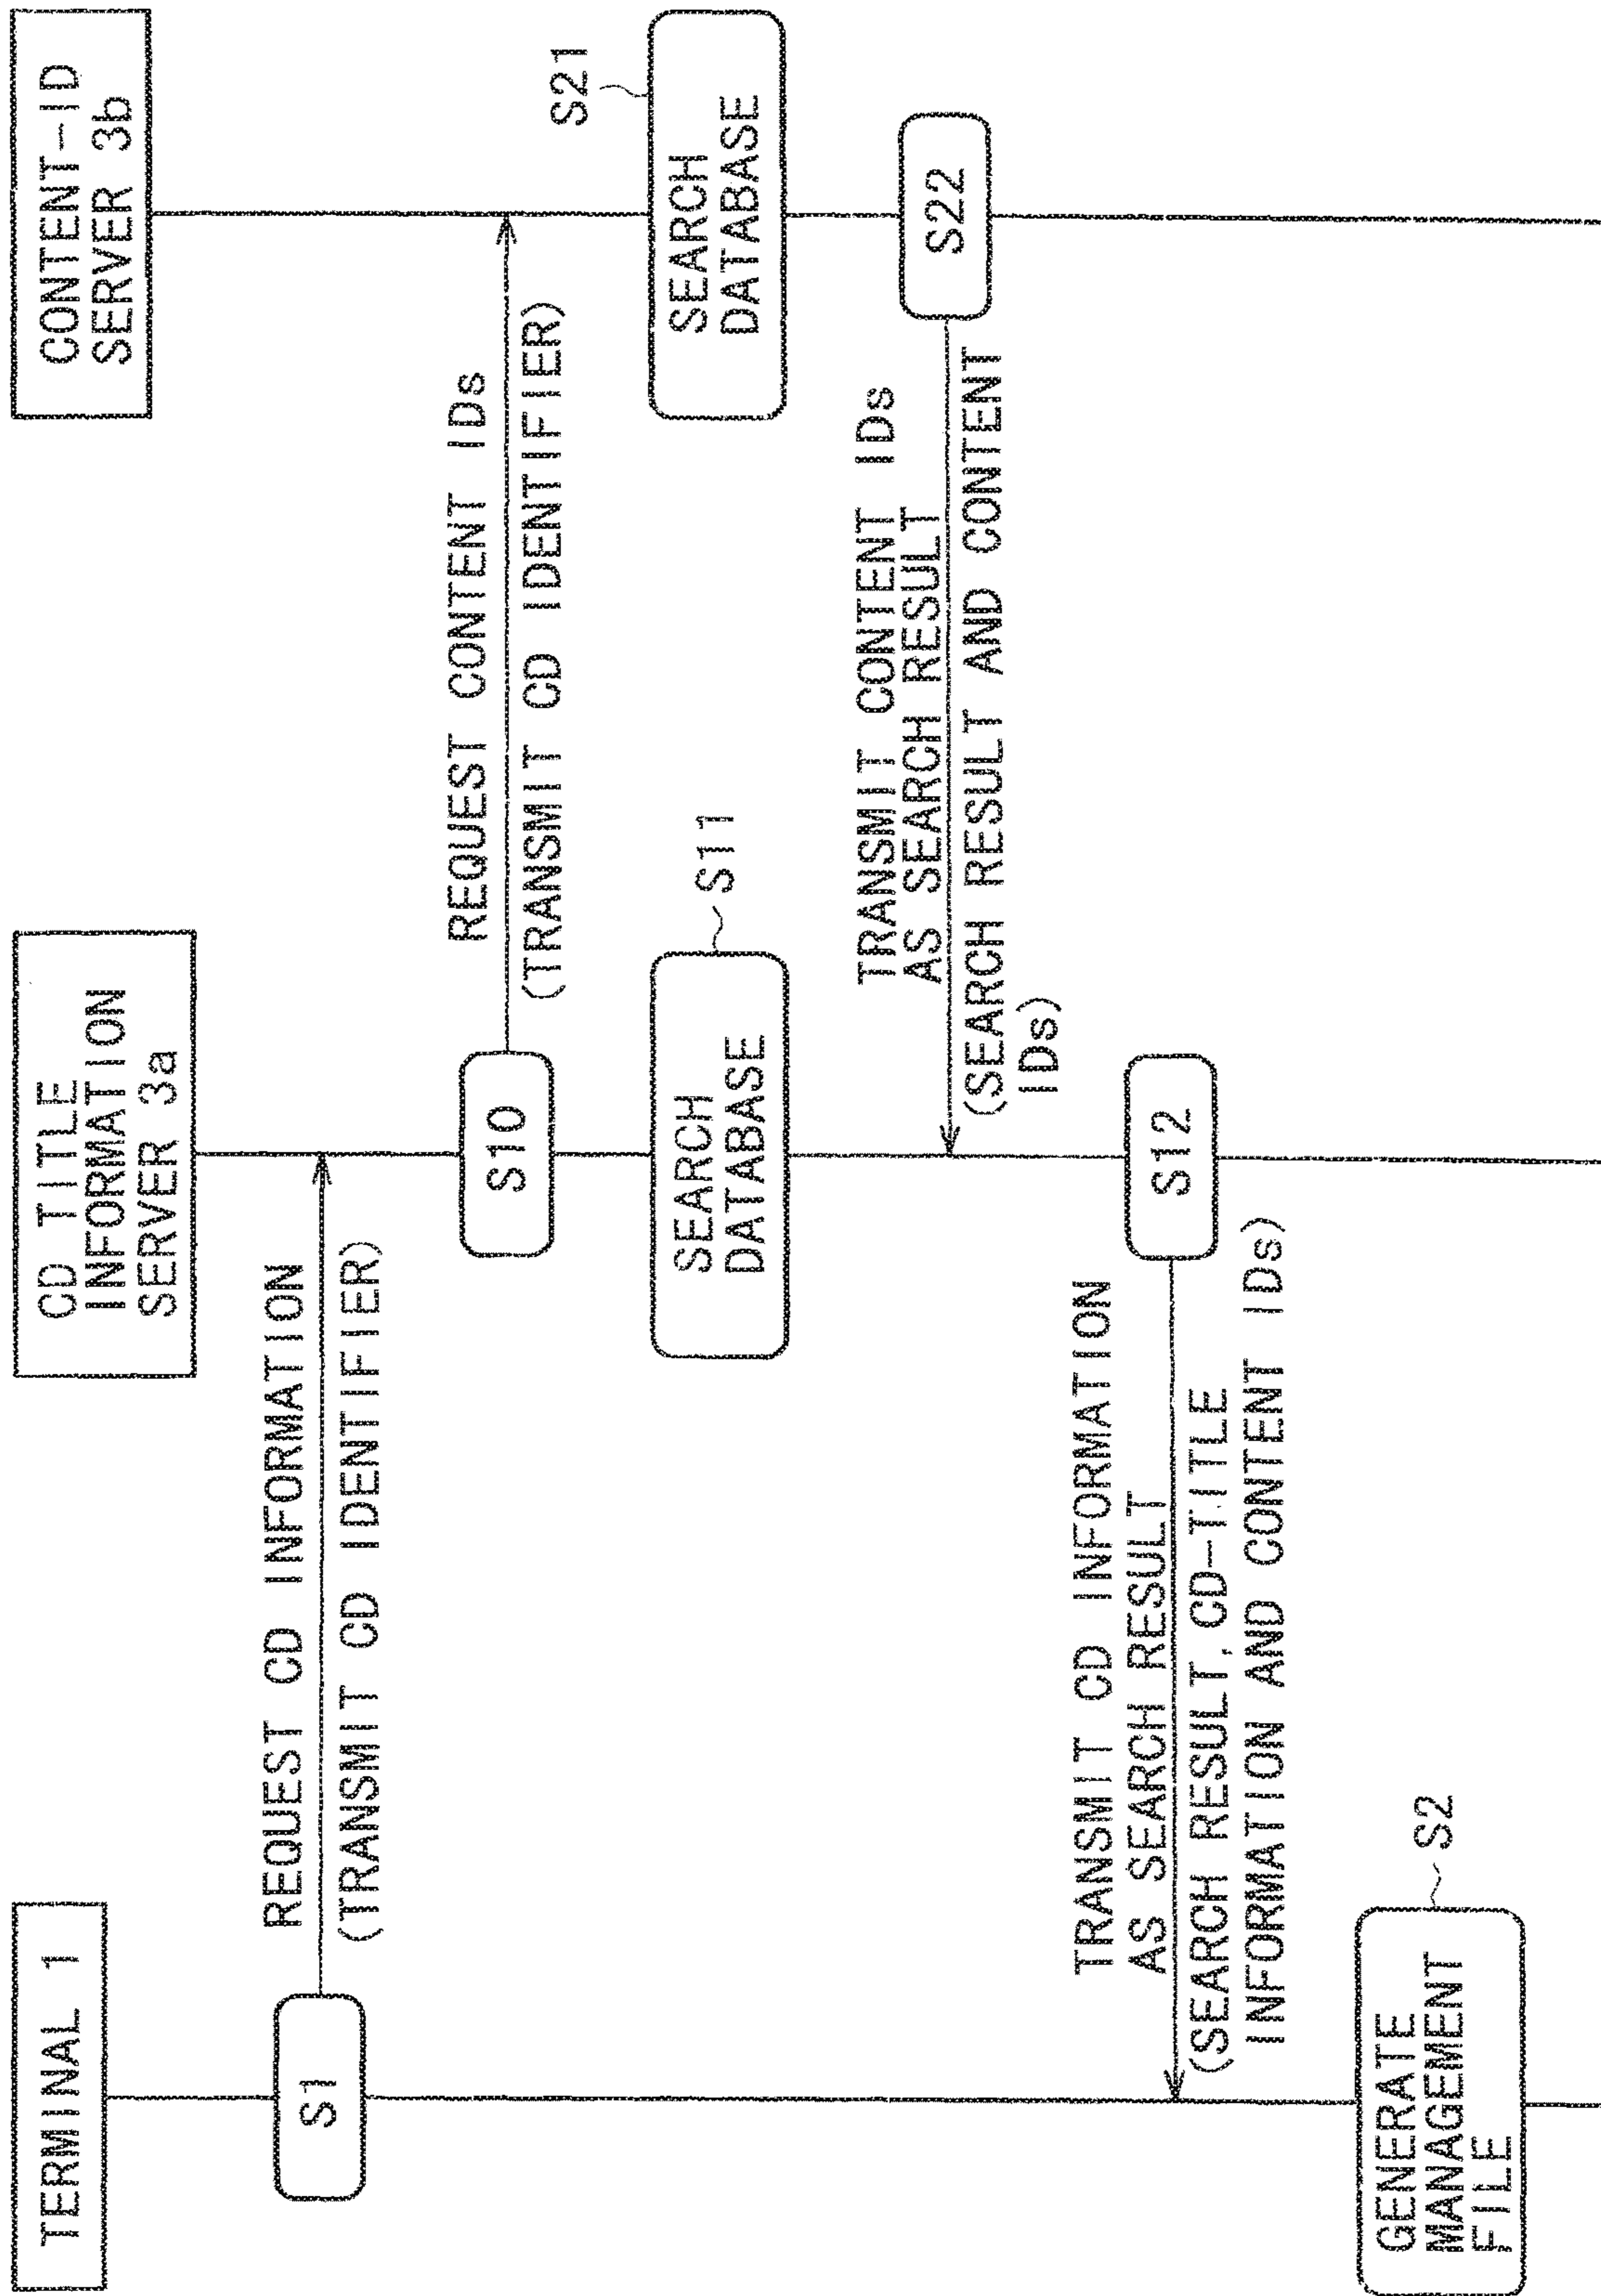 TERMINAL 1
CD TITLE
INFORMATION
SERVER 3a
CONTENT-ID
SERVER 3b
S1
REQUEST CD INFORMATION
(TRANSMIT CD IDENTIFIER)
S10
REQUEST CONTENT IDs
(TRANSMIT CD IDENTIFIER)
SEARCH
DATABASE
S11
SEARCH
DATABASE
S21
S22
TRANSMIT CONTENT IDs
AS SEARCH RESULT
(SEARCH RESULT AND CONTENT
IDs)
S12
TRANSMIT CD INFORMATION
AS SEARCH RESULT
(SEARCH RESULT, CD-TITLE
INFORMATION AND CONTENT IDs)
GENERATE
MANAGEMENT
FILE
S2